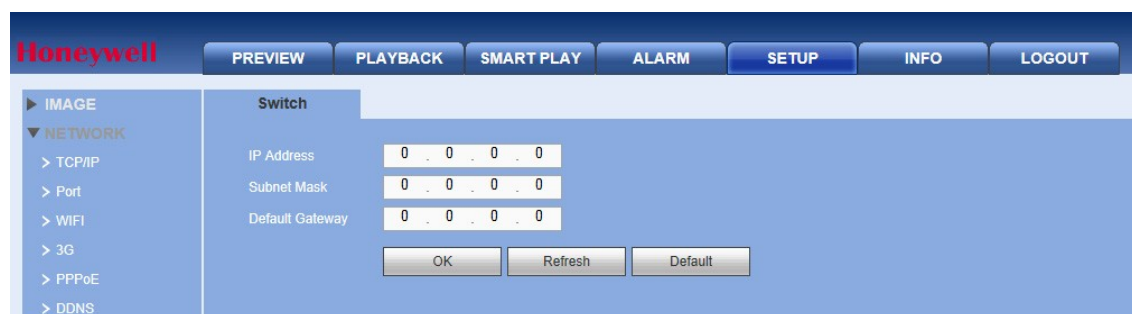 Honeywell
PREVIEW PLAYBACK SMART PLAY ALARM SETUP INFO LOGOUT
IMAGE
NETWORK
> TCP/IP
> Port
> WIFI
> 3G
> PPPoE
> DDNS
Switch
IP Address 0 . 0 . 0 . 0
Subnet Mask 0 . 0 . 0 . 0
Default Gateway 0 . 0 . 0 . 0
OK Refresh Default